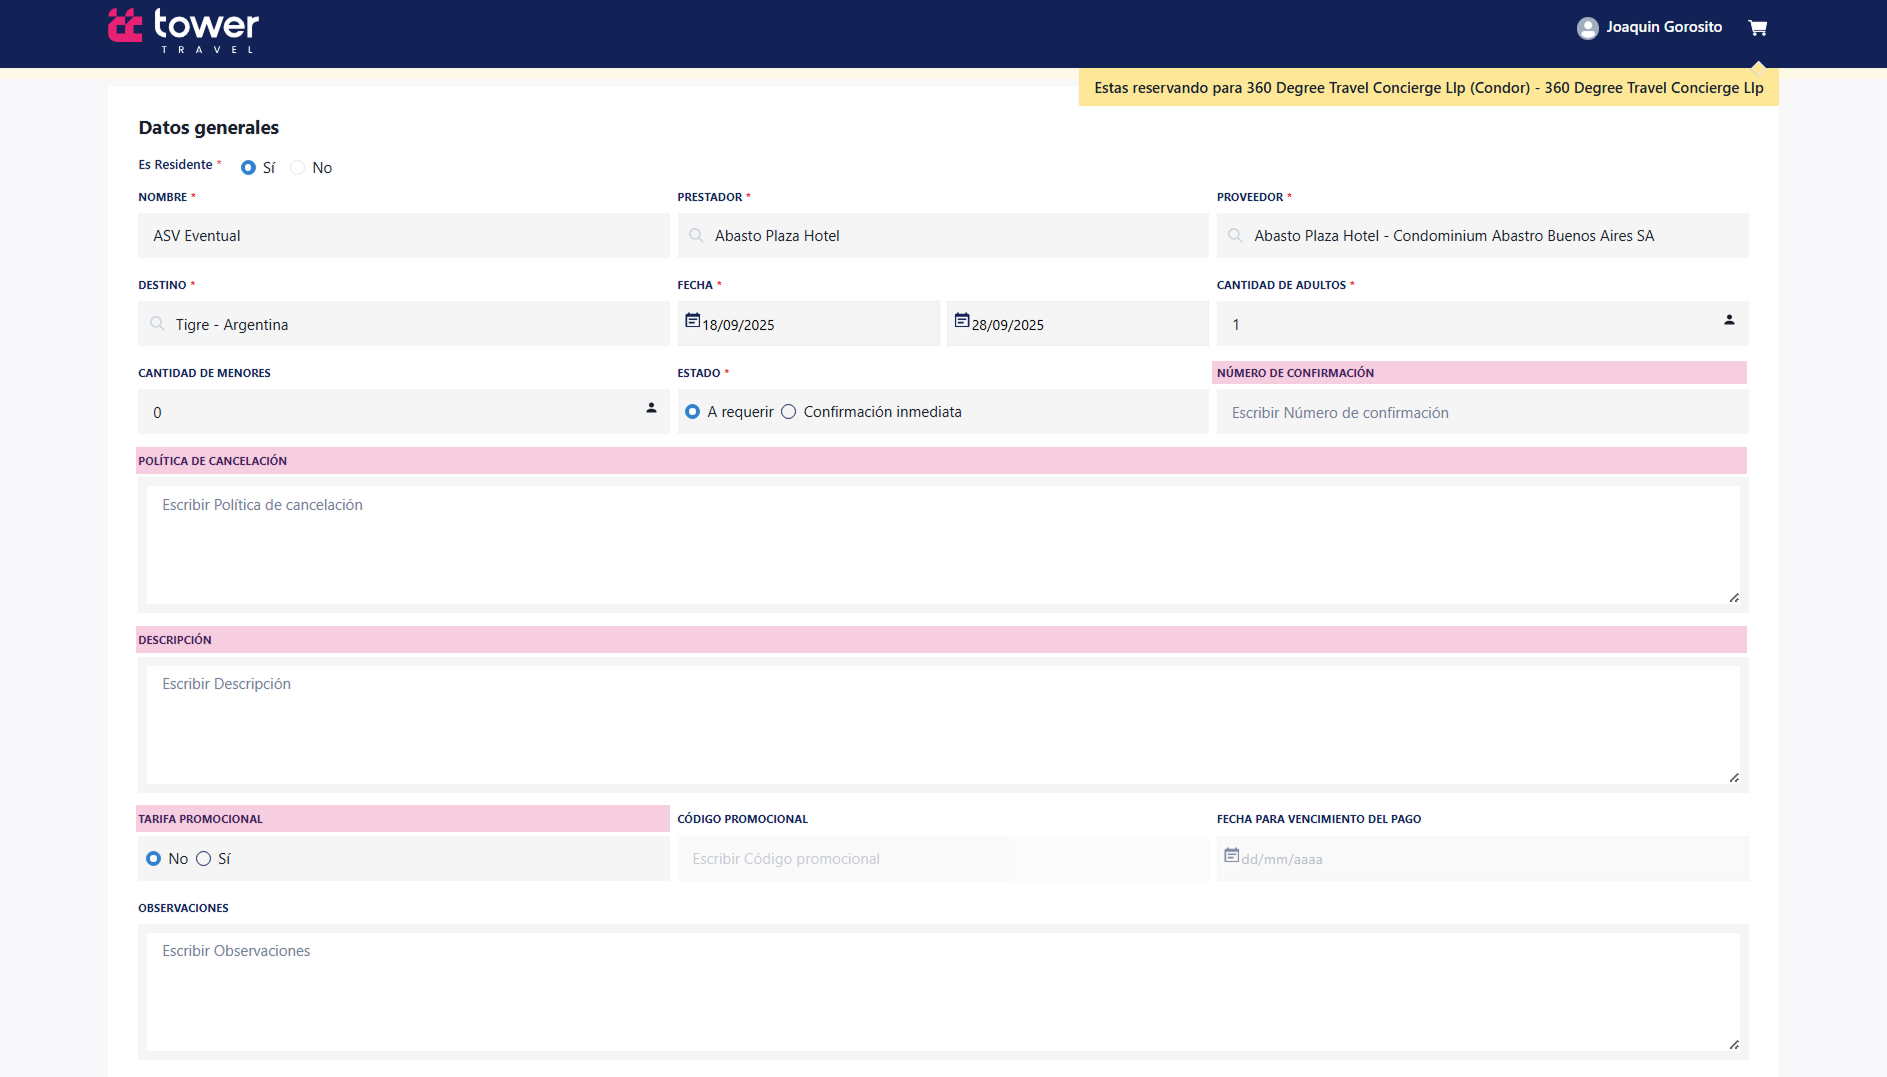 tower
TRAVEL
Joaquin Gorosito
Estas reservando para 360 Degree Travel Concierge Llp (Condor) - 360 Degree Travel Concierge Llp
Datos generales
Es Residente * Sí No
NOMBRE * PRESTADOR * PROVEEDOR *
ASV Eventual Abasto Plaza Hotel Abasto Plaza Hotel - Condominium Abastro Buenos Aires SA
DESTINO * FECHA * CANTIDAD DE ADULTOS *
Tigre - Argentina 18/09/2025 28/09/2025 1
CANTIDAD DE MENORES ESTADO * NÚMERO DE CONFIRMACIÓN
0 A requerir Confirmación inmediata Escribir Número de confirmación
POLÍTICA DE CANCELACIÓN
Escribir Política de cancelación
DESCRIPCIÓN
Escribir Descripción
TARIFA PROMOCIONAL CÓDIGO PROMOCIONAL FECHA PARA VENCIMIENTO DEL PAGO
No Sí Escribir Código promocional dd/mm/aaaa
OBSERVACIONES
Escribir Observaciones